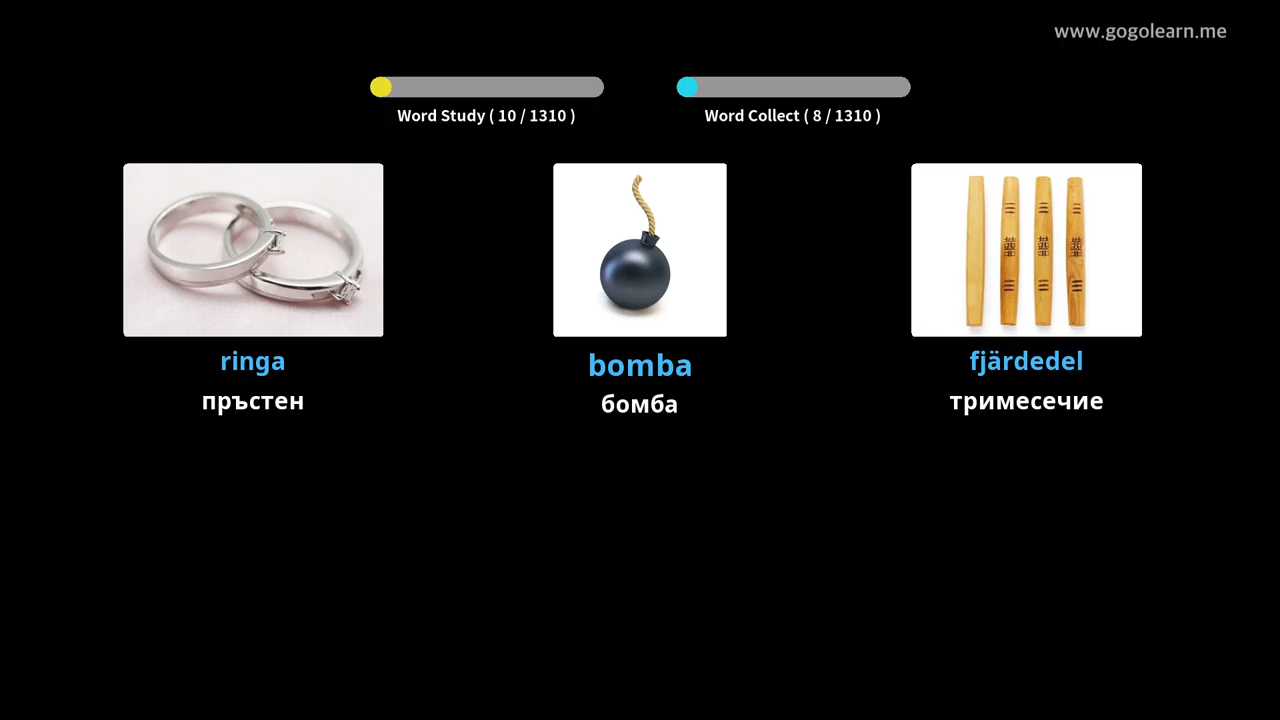 www.gogolearn.me
Word Study ( 10 / 1310 )
Word Collect ( 8 / 1310 )
ringa
пръстен
bomba
бомба
fjärdedel
тримесечие